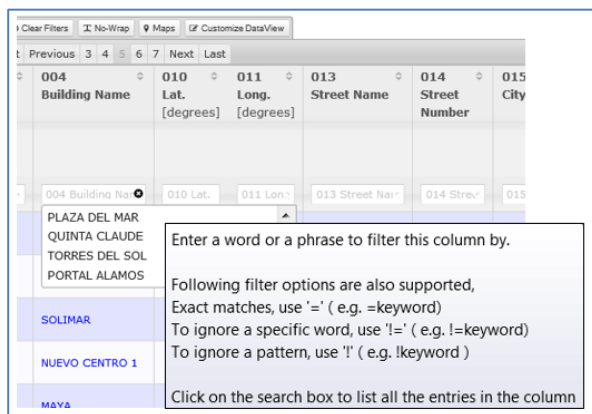 Clear Filters No-Wrap Maps Customize DataView
Previous 3 4 5 6 7 Next Last
004 010 011 013 014 015
Building Name Lat. Long. Street Name Street City
[degrees] [degrees] Number
004 Building Nar 010 Lat. 011 Long 013 Street Nar 014 Street 015
PLAZA DEL MAR
QUINTA CLAUDE
TORRES DEL SOL
PORTAL ALAMOS
SOLIMAR
NUEVO CENTRO 1
MAYA
Enter a word or a phrase to filter this column by.
Following filter options are also supported,
Exact matches, use '=' ( e.g. =keyword)
To ignore a specific word, use '!=' ( e.g. !=keyword)
To ignore a pattern, use '!' ( e.g. !keyword )
Click on the search box to list all the entries in the column